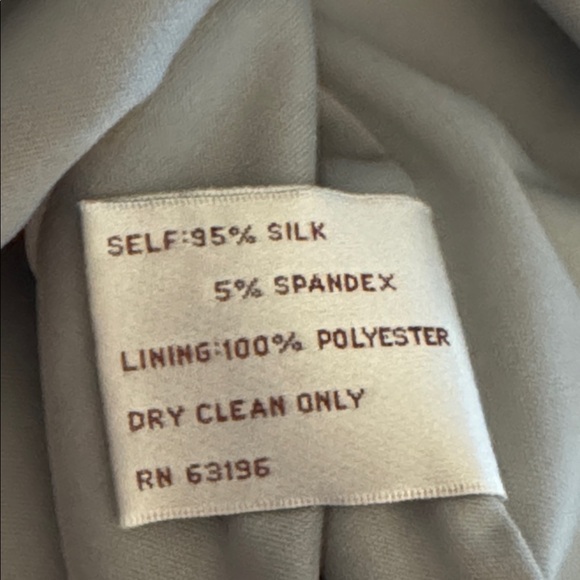 SELF:95% SILK
5% SPANDEX
LINING:100% POLYESTER
DRY CLEAN ONLY
RN 63196